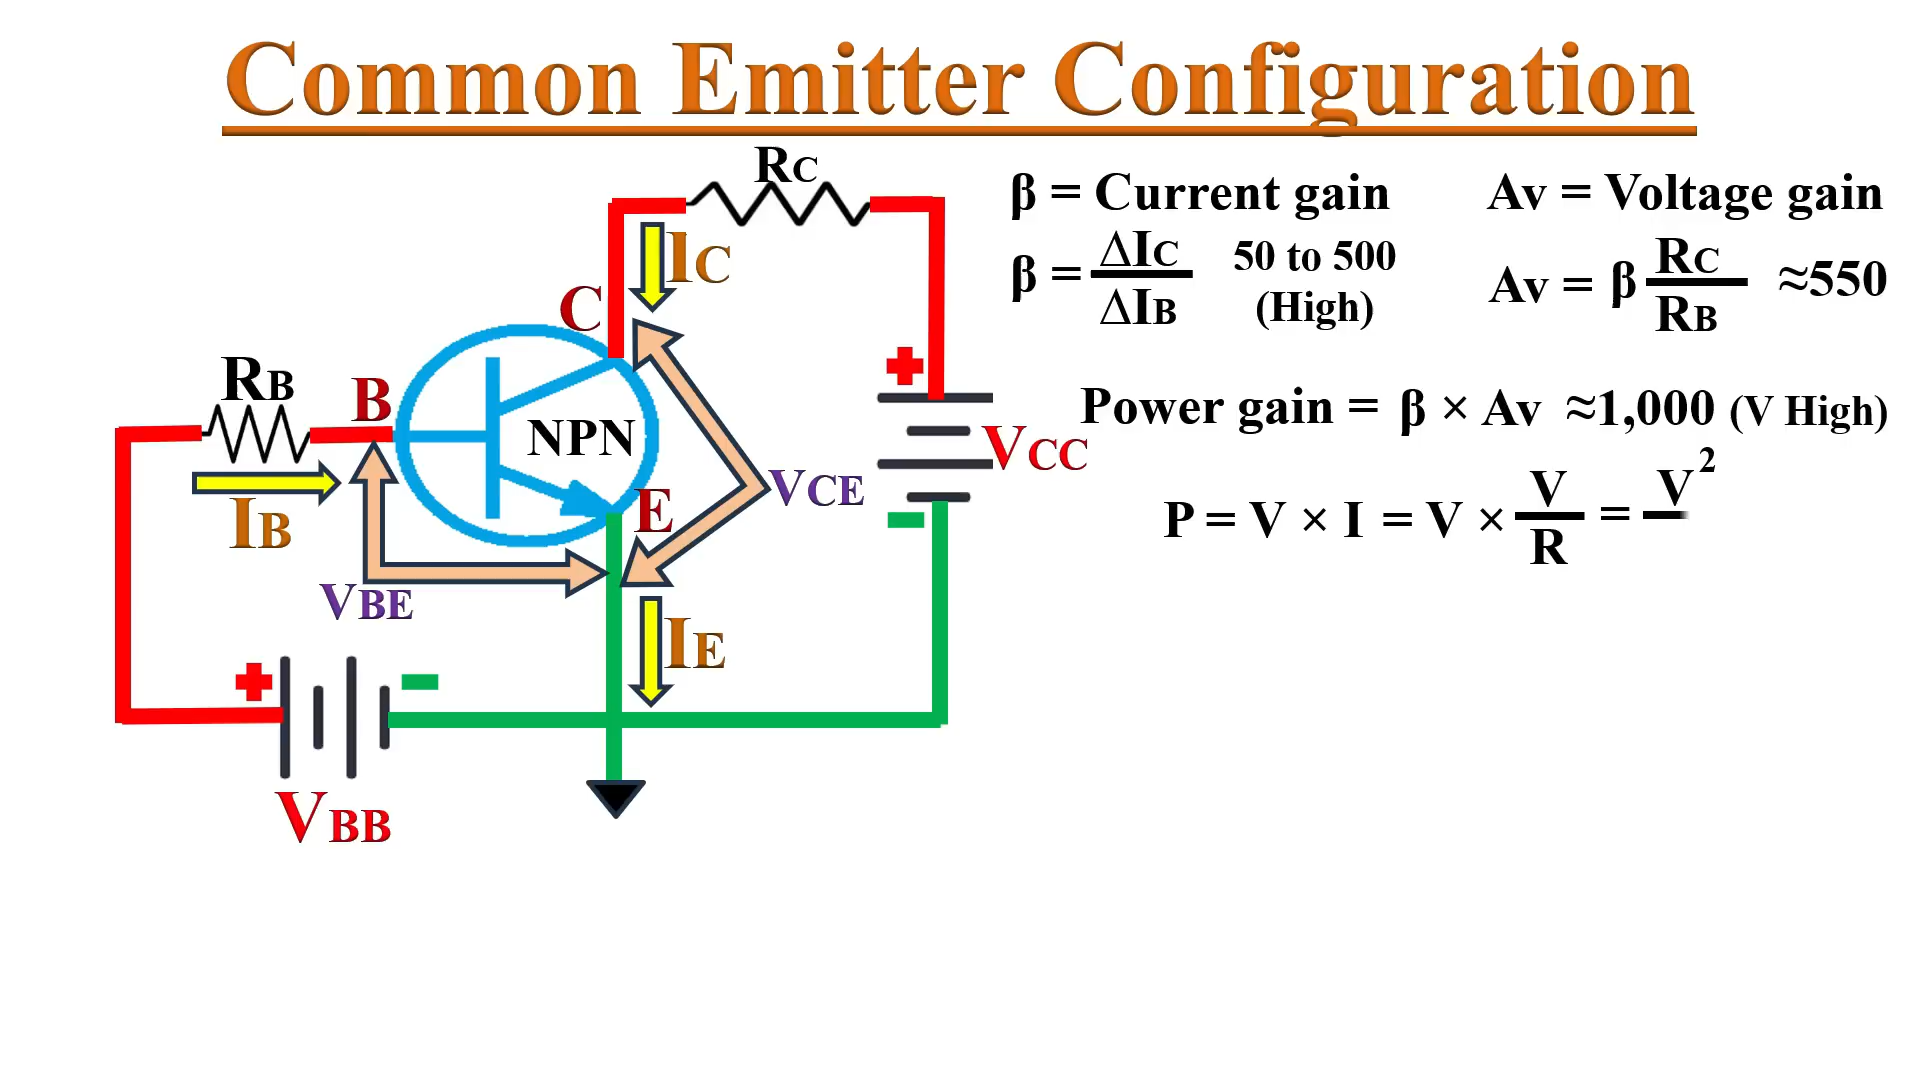 Common Emitter Configuration
RC
IC
C
RB
B
NPN
IB
E
VCE
VCC
VBE
IE
+
-
+
-
VBB
β = Current gain
β = ΔIC / ΔIB 50 to 500
(High)
Av = Voltage gain
Av = β RC / RB ≈550
Power gain = β × Av ≈1,000 (V High)
P = V × I = V × V / R = V²